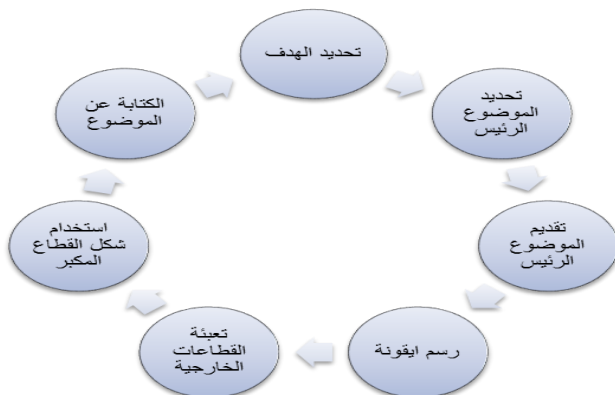 تحديد الهدف
تحديد
الموضوع
الرئيس
تقديم
الموضوع
الرئيس
رسم ايقونة
تعبئة
القطاعات
الخارجية
استخدام
شكل القطاع
المكبر
الكتابة عن
الموضوع